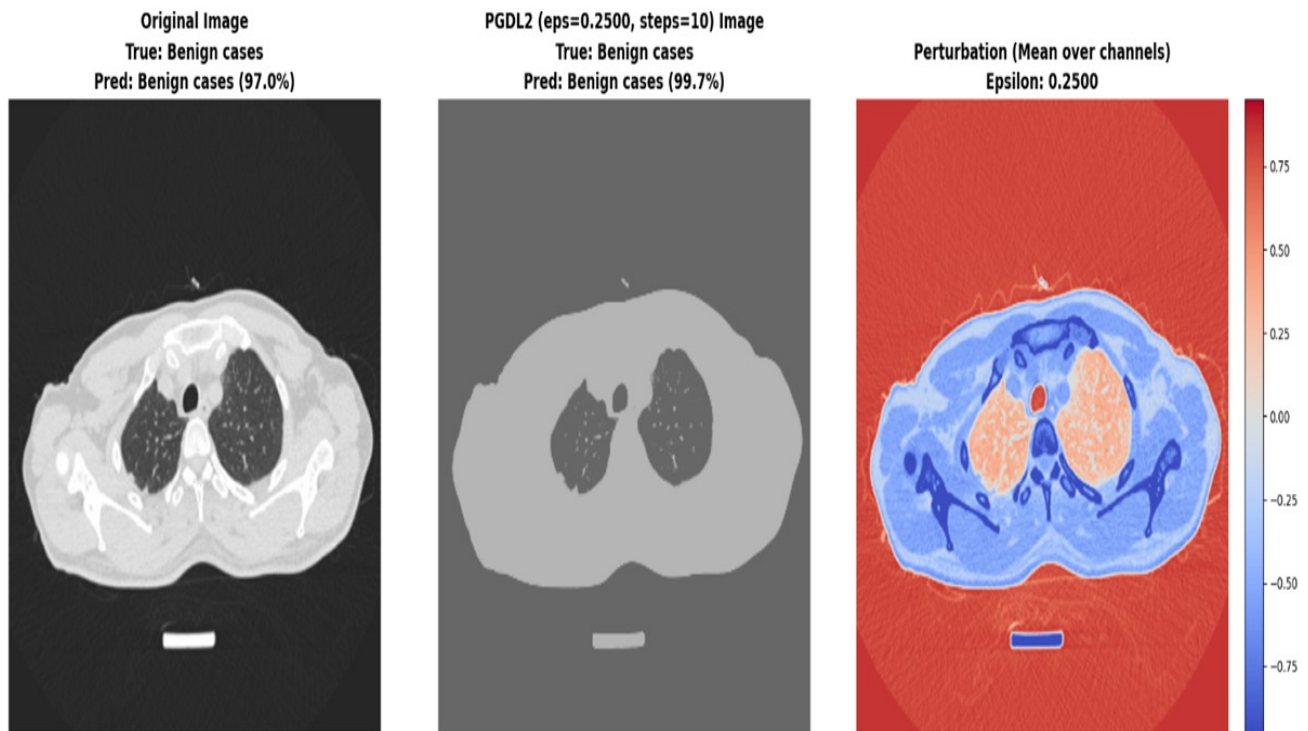 Original Image
True: Benign cases
Pred: Benign cases (97.0%)
PGDL2 (eps=0.2500, steps=10) Image
True: Benign cases
Pred: Benign cases (99.7%)
Perturbation (Mean over channels)
Epsilon: 0.2500
0.75
0.50
0.25
0.00
−0.25
−0.50
−0.75